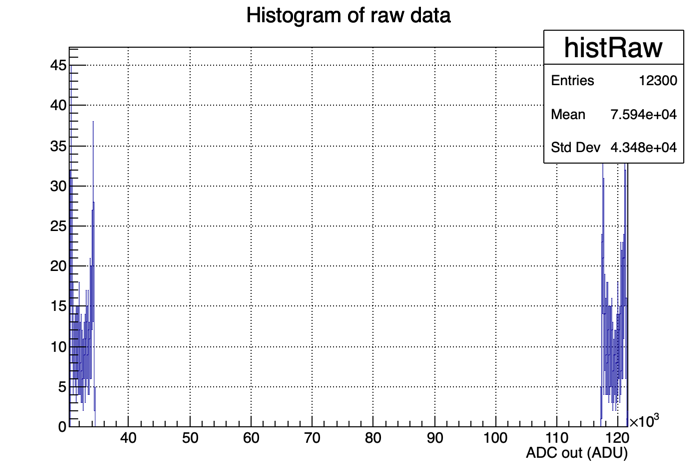 Histogram of raw data
histRaw
Entries 12300
Mean 7.594e+04
Std Dev 4.348e+04
45
40
35
30
25
20
15
10
5
0
40 50 60 70 80 90 100 110 120
×10³
ADC out (ADU)